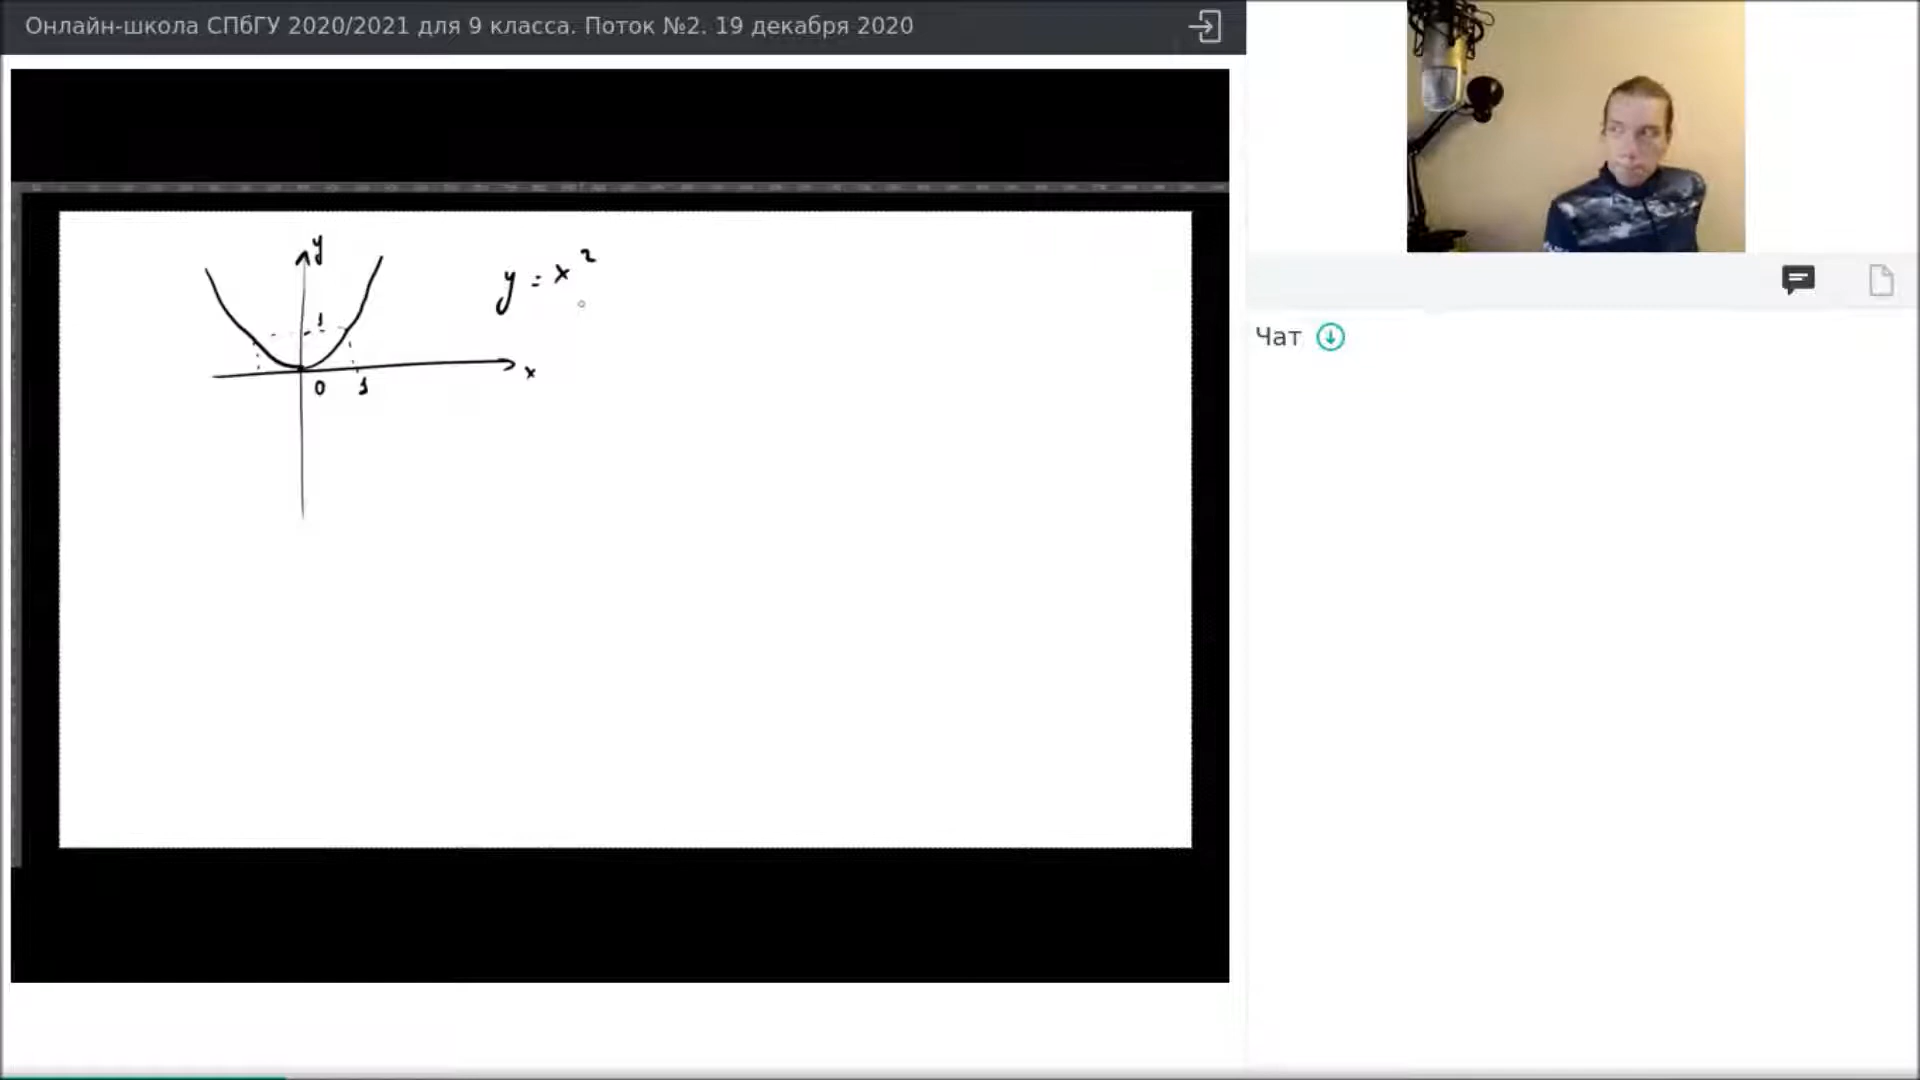 Онлайн-школа СПбГУ 2020/2021 для 9 класса. Поток №2. 19 декабря 2020
y
y = x²
1
x
0 1
Чат